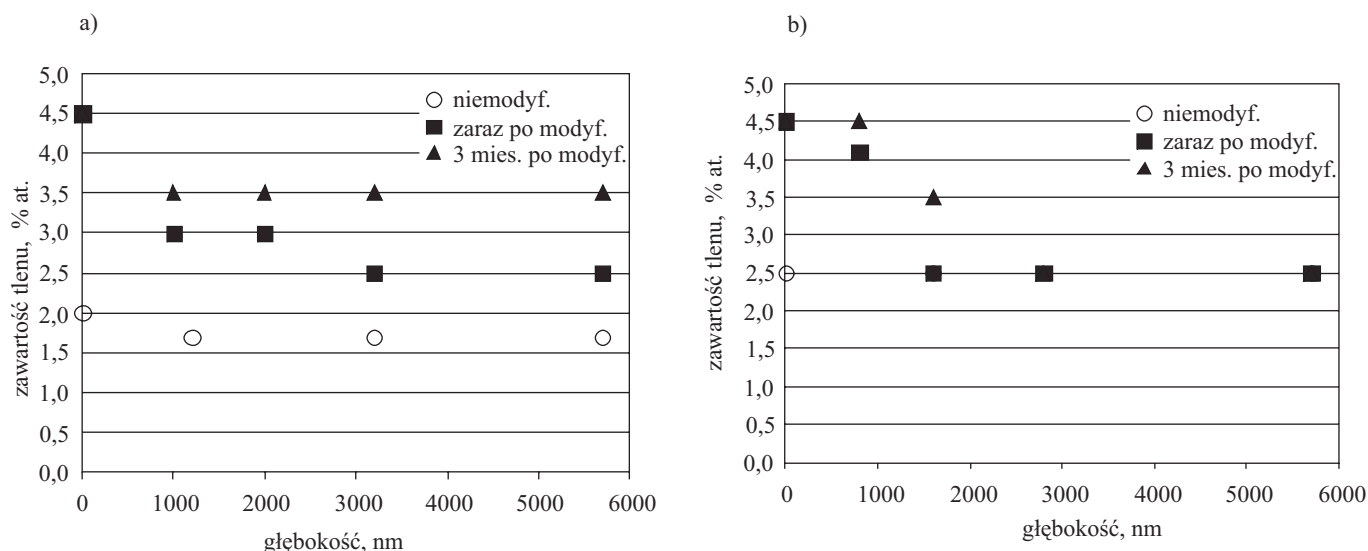 a)
5,0
4,5
4,0
3,5
3,0
2,5
2,0
1,5
1,0
0,5
0,0
zawartość tlenu, % at.
niemodyf.
zaraz po modyf.
3 mies. po modyf.
0 1000 2000 3000 4000 5000 6000
głębokość, nm
b)
5,0
4,5
4,0
3,5
3,0
2,5
2,0
1,5
1,0
0,5
0,0
zawartość tlenu, % at.
niemodyf.
zaraz po modyf.
3 mies. po modyf.
0 1000 2000 3000 4000 5000 6000
głębokość, nm